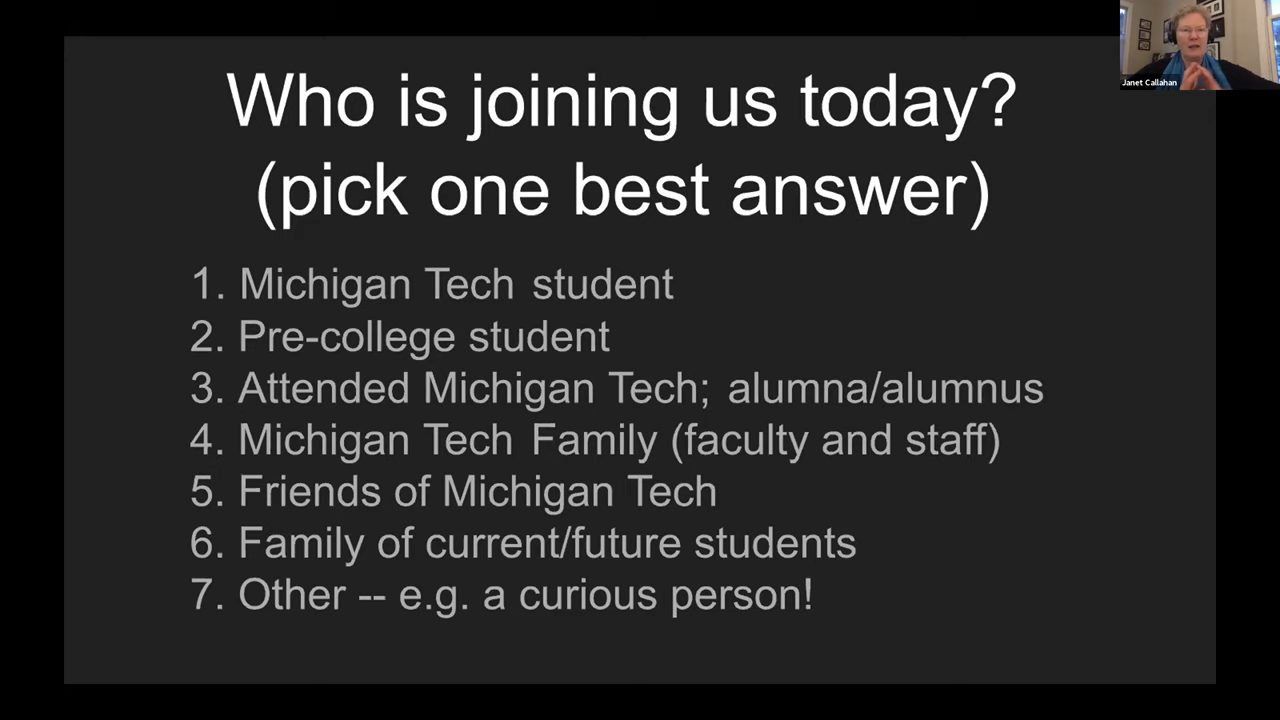 Who is joining us today?
(pick one best answer)
1. Michigan Tech student
2. Pre-college student
3. Attended Michigan Tech; alumna/alumnus
4. Michigan Tech Family (faculty and staff)
5. Friends of Michigan Tech
6. Family of current/future students
7. Other -- e.g. a curious person!
Janet Callahan